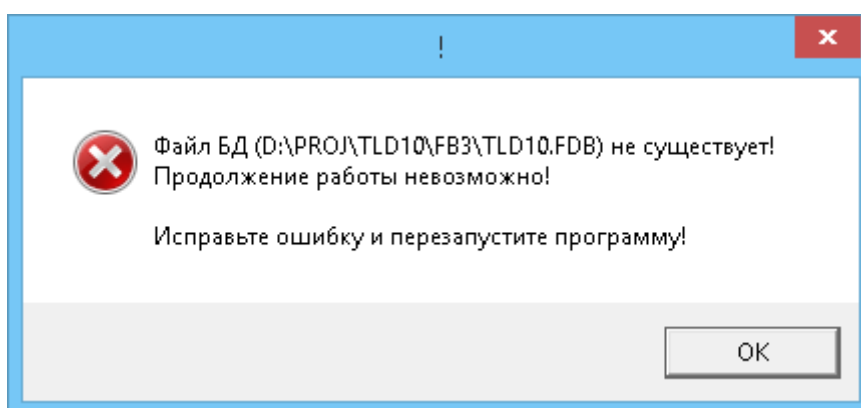 !
Файл БД (D:\PROJ\TLD10\FB3\TLD10.FDB) не существует!
Продолжение работы невозможно!
Исправьте ошибку и перезапустите программу!
OK